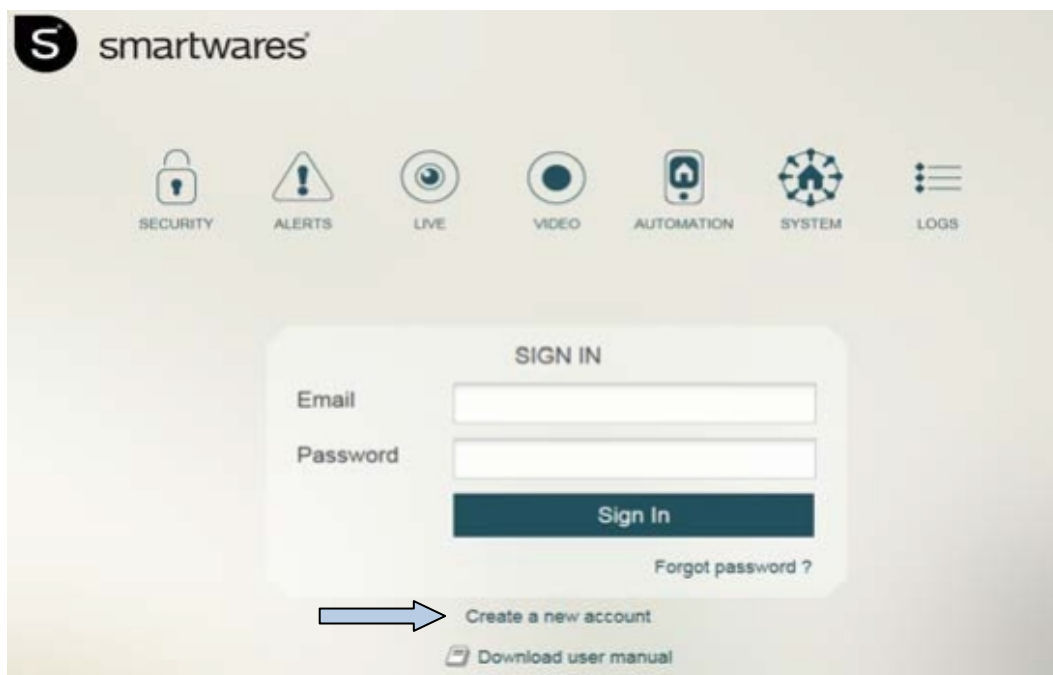 S smartwares®
SECURITY ALERTS LIVE VIDEO AUTOMATION SYSTEM LOGS
SIGN IN
Email
Password
Sign In
Forgot password ?
Create a new account
Download user manual